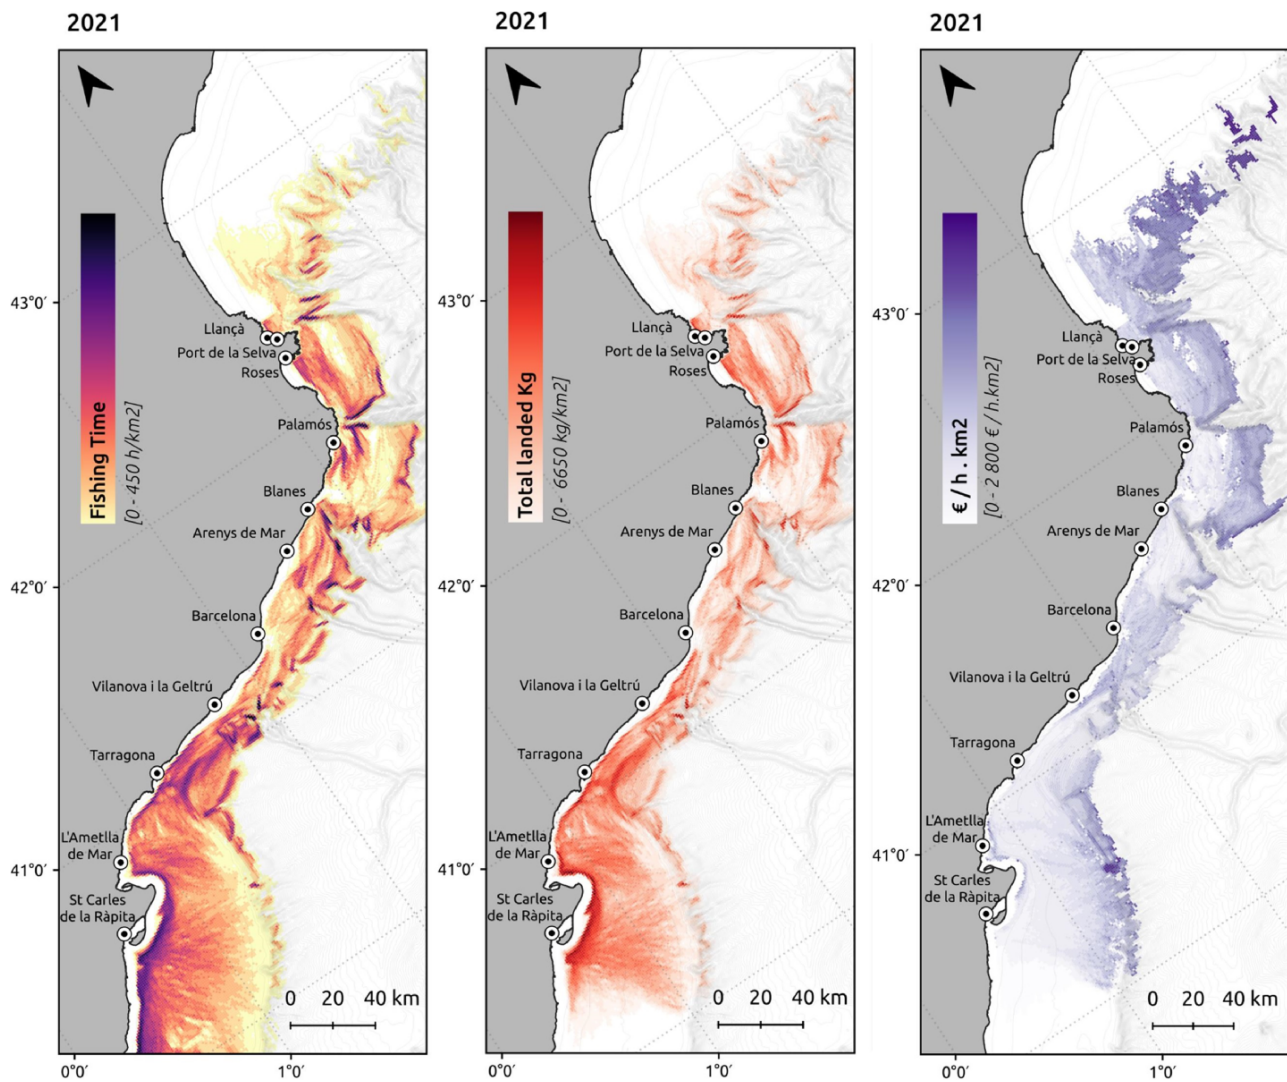 2021
43°0′
42°0′
41°0′
Fishing Time
[0 - 450 h/km2]
Llançà
Port de la Selva
Roses
Palamós
Blanes
Arenys de Mar
Barcelona
Vilanova i la Geltrú
Tarragona
L'Ametlla
de Mar
St Carles
de la Ràpita
0 20 40 km
0°0′ 1°0′
2021
43°0′
42°0′
41°0′
Total landed Kg
[0 - 6650 kg/km2]
Llançà
Port de la Selva
Roses
Palamós
Blanes
Arenys de Mar
Barcelona
Vilanova i la Geltrú
Tarragona
L'Ametlla
de Mar
St Carles
de la Ràpita
0 20 40 km
0°0′ 1°0′
2021
43°0′
42°0′
41°0′
€ / h . km2
[0 - 2 800 € / h.km2]
Llançà
Port de la Selva
Roses
Palamós
Blanes
Arenys de Mar
Barcelona
Vilanova i la Geltrú
Tarragona
L'Ametlla
de Mar
St Carles
de la Ràpita
0 20 40 km
0°0′ 1°0′